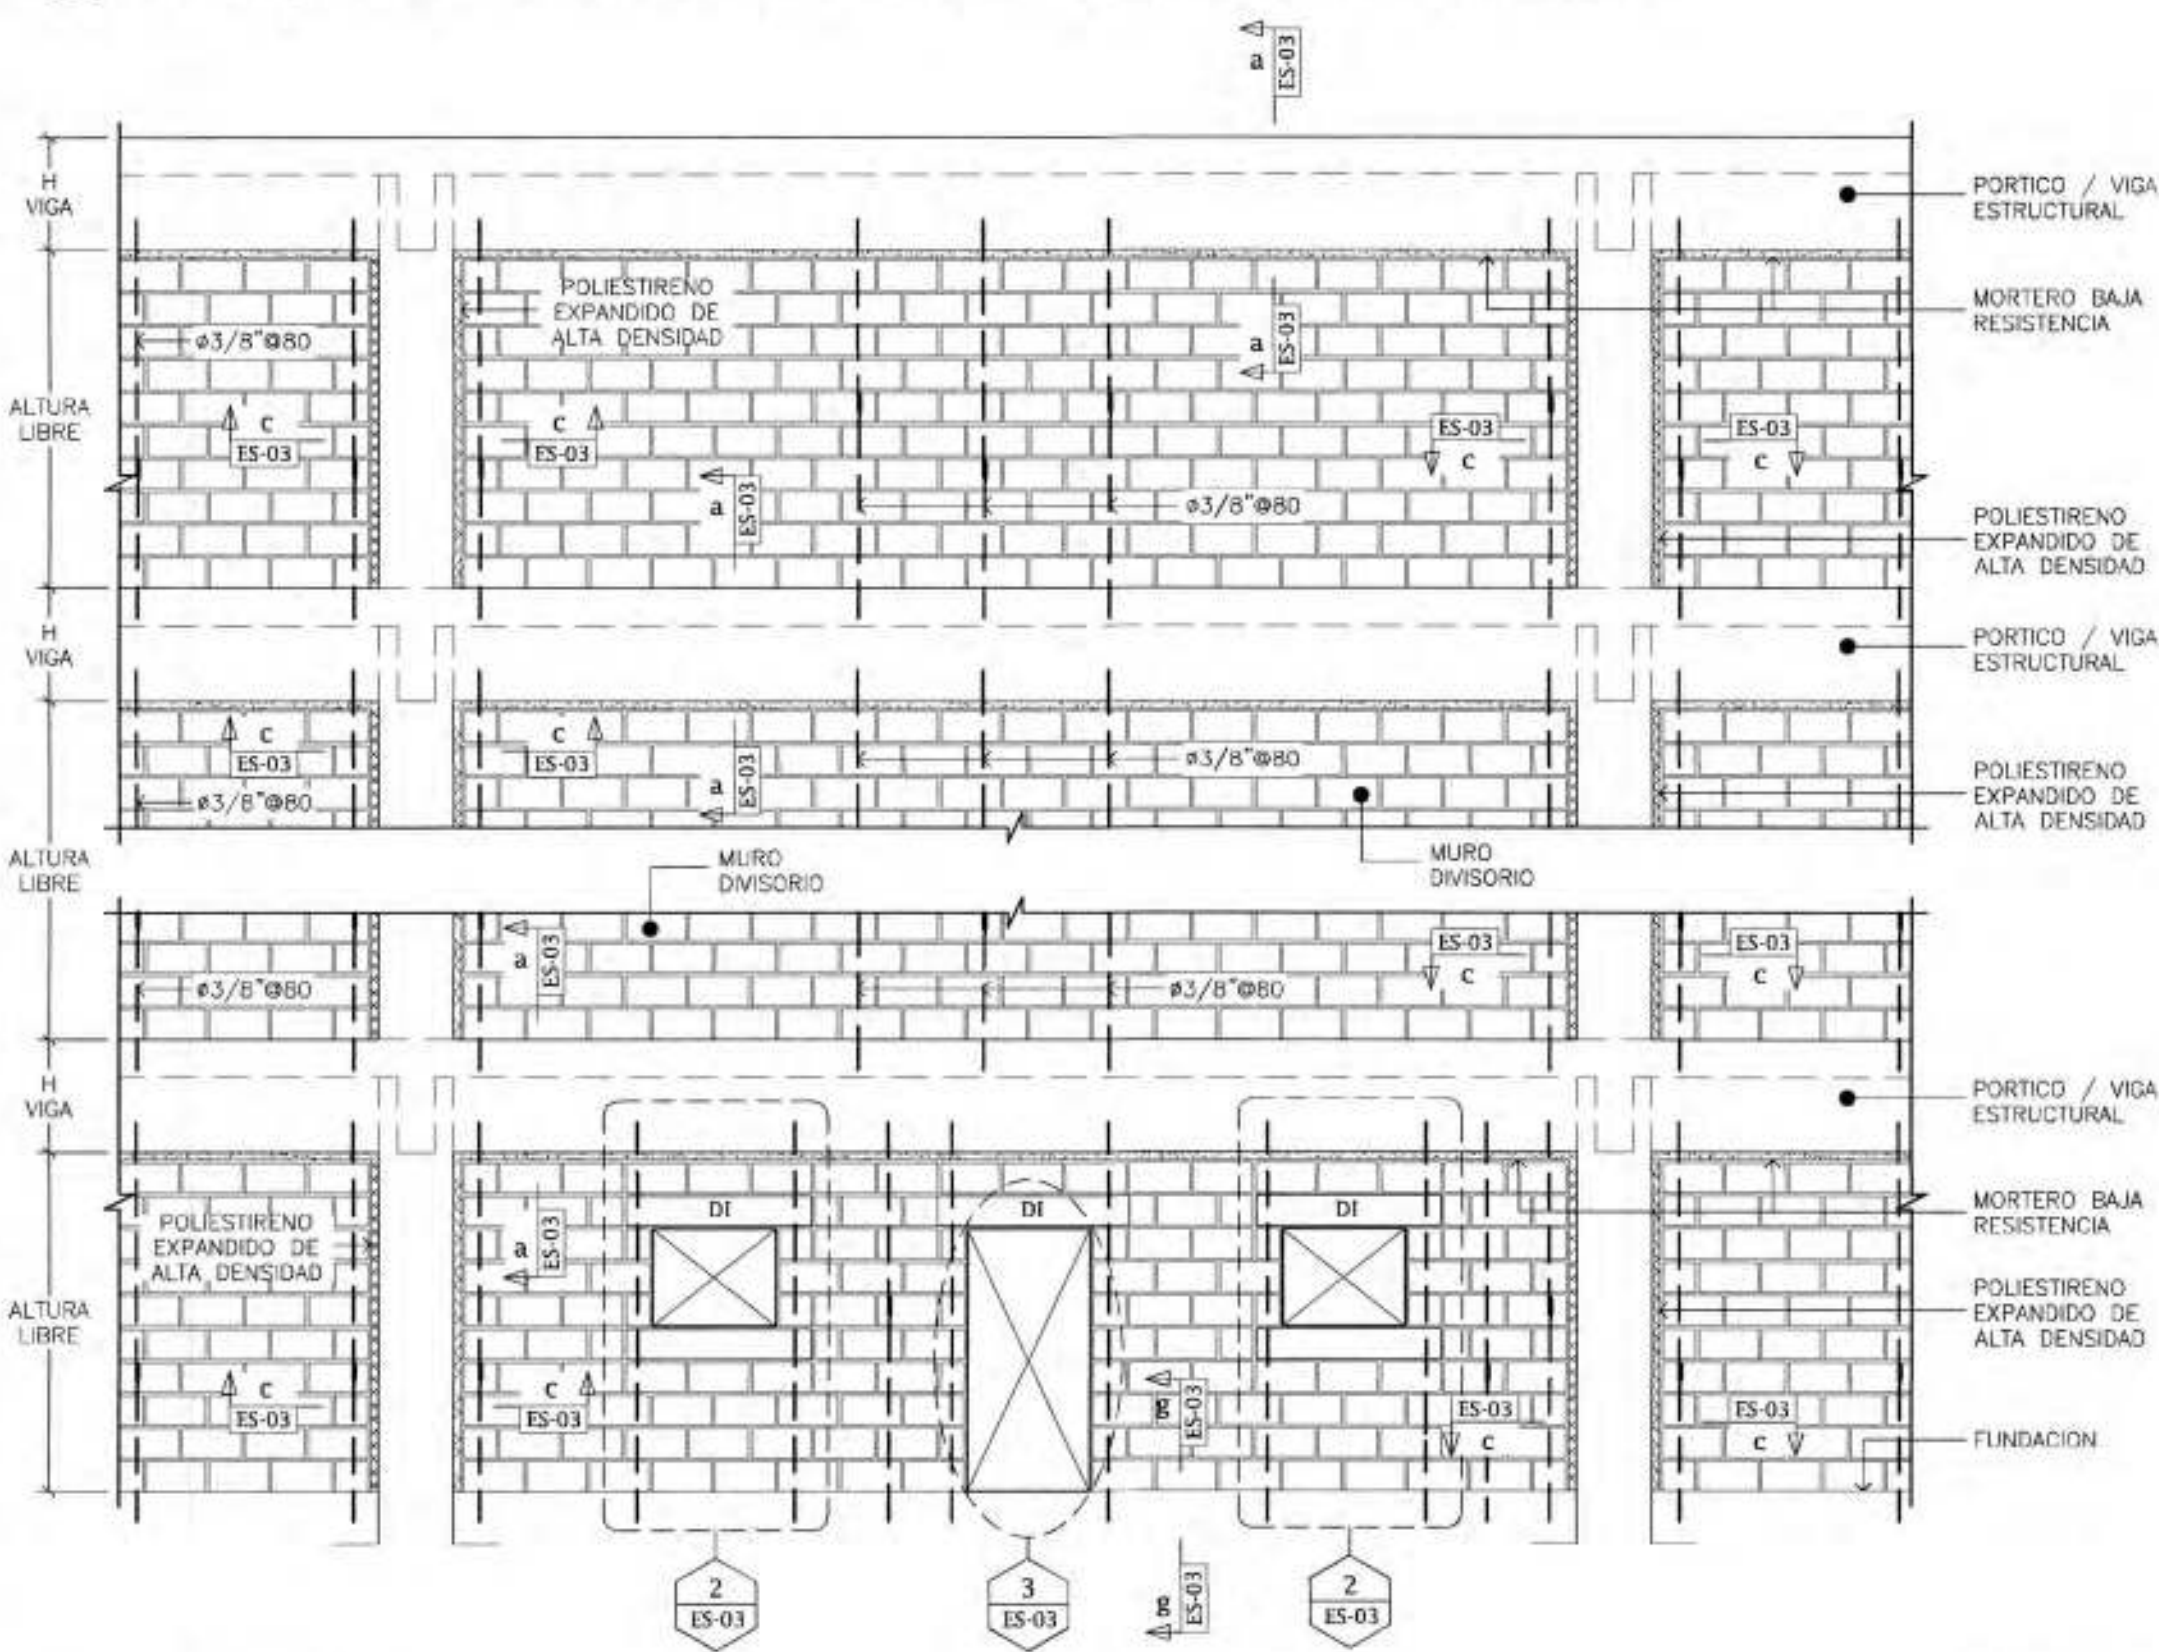 a
ES-03
H
VIGA
PORTICO / VIGA
ESTRUCTURAL
POLIESTIRENO
EXPANDIDO DE
ALTA DENSIDAD
MORTERO BAJA
RESISTENCIA
ø3/8"@80
a
ES-03
ALTURA
LIBRE
C
ES-03
C
ES-03
ES-03
C
ES-03
C
a
ES-03
ø3/8"@80
POLIESTIRENO
EXPANDIDO DE
ALTA DENSIDAD
H
VIGA
PORTICO / VIGA
ESTRUCTURAL
C
ES-03
C
ES-03
a
ES-03
ø3/8"@80
ø3/8"@80
POLIESTIRENO
EXPANDIDO DE
ALTA DENSIDAD
ALTURA
LIBRE
MURO
DIVISORIO
MURO
DIVISORIO
a
ES-03
ES-03
C
ES-03
C
ø3/8"@80
ø3/8"@80
H
VIGA
PORTICO / VIGA
ESTRUCTURAL
DI
DI
DI
MORTERO BAJA
RESISTENCIA
POLIESTIRENO
EXPANDIDO DE
ALTA DENSIDAD
a
ES-03
ALTURA
LIBRE
POLIESTIRENO
EXPANDIDO DE
ALTA DENSIDAD
C
ES-03
C
ES-03
ES-03
ES-03
C
ES-03
C
FUNDACION
2
ES-03
3
ES-03
ES-03
2
ES-03